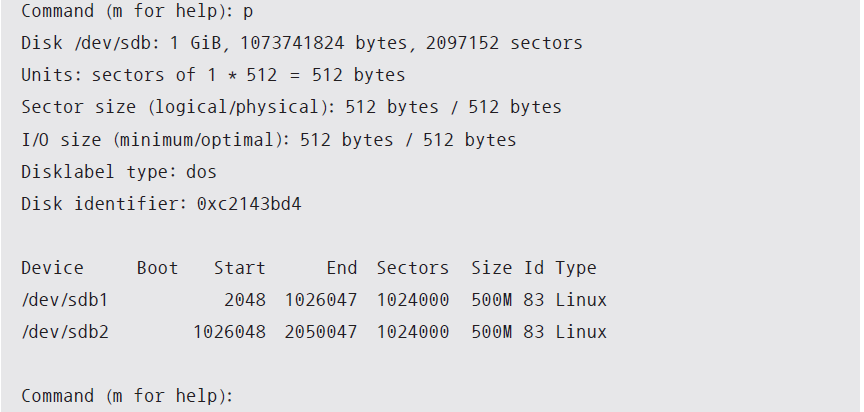 Command (m for help): p
Disk /dev/sdb: 1 GiB, 1073741824 bytes, 2097152 sectors
Units: sectors of 1 * 512 = 512 bytes
Sector size (logical/physical): 512 bytes / 512 bytes
I/O size (minimum/optimal): 512 bytes / 512 bytes
Disklabel type: dos
Disk identifier: 0xc2143bd4
Device Boot Start End Sectors Size Id Type
/dev/sdb1 2048 1026047 1024000 500M 83 Linux
/dev/sdb2 1026048 2050047 1024000 500M 83 Linux
Command (m for help):